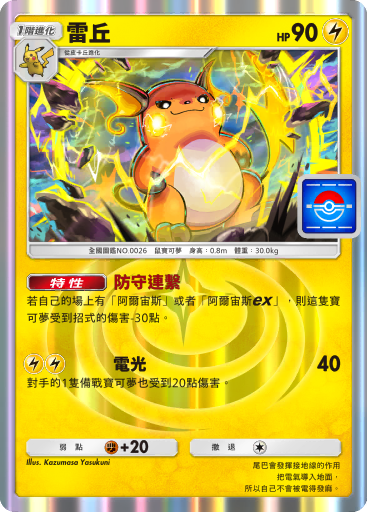 1階進化
雷丘
HP 90
從皮卡丘進化
全國圖鑑NO.0026 鼠寶可夢 身高：0.8m 體重：30.0kg
特性 防守連繫
若自己的場上有「阿爾宙斯」或者「阿爾宙斯ex」，則這隻寶
可夢受到招式的傷害-30點。
電光 40
對手的1隻備戰寶可夢也受到20點傷害。
弱點 +20 撤退
Illus. Kazumasa Yasukuni
尾巴會發揮接地線的作用
把電氣導入地面，
所以自己不會被電得發麻。